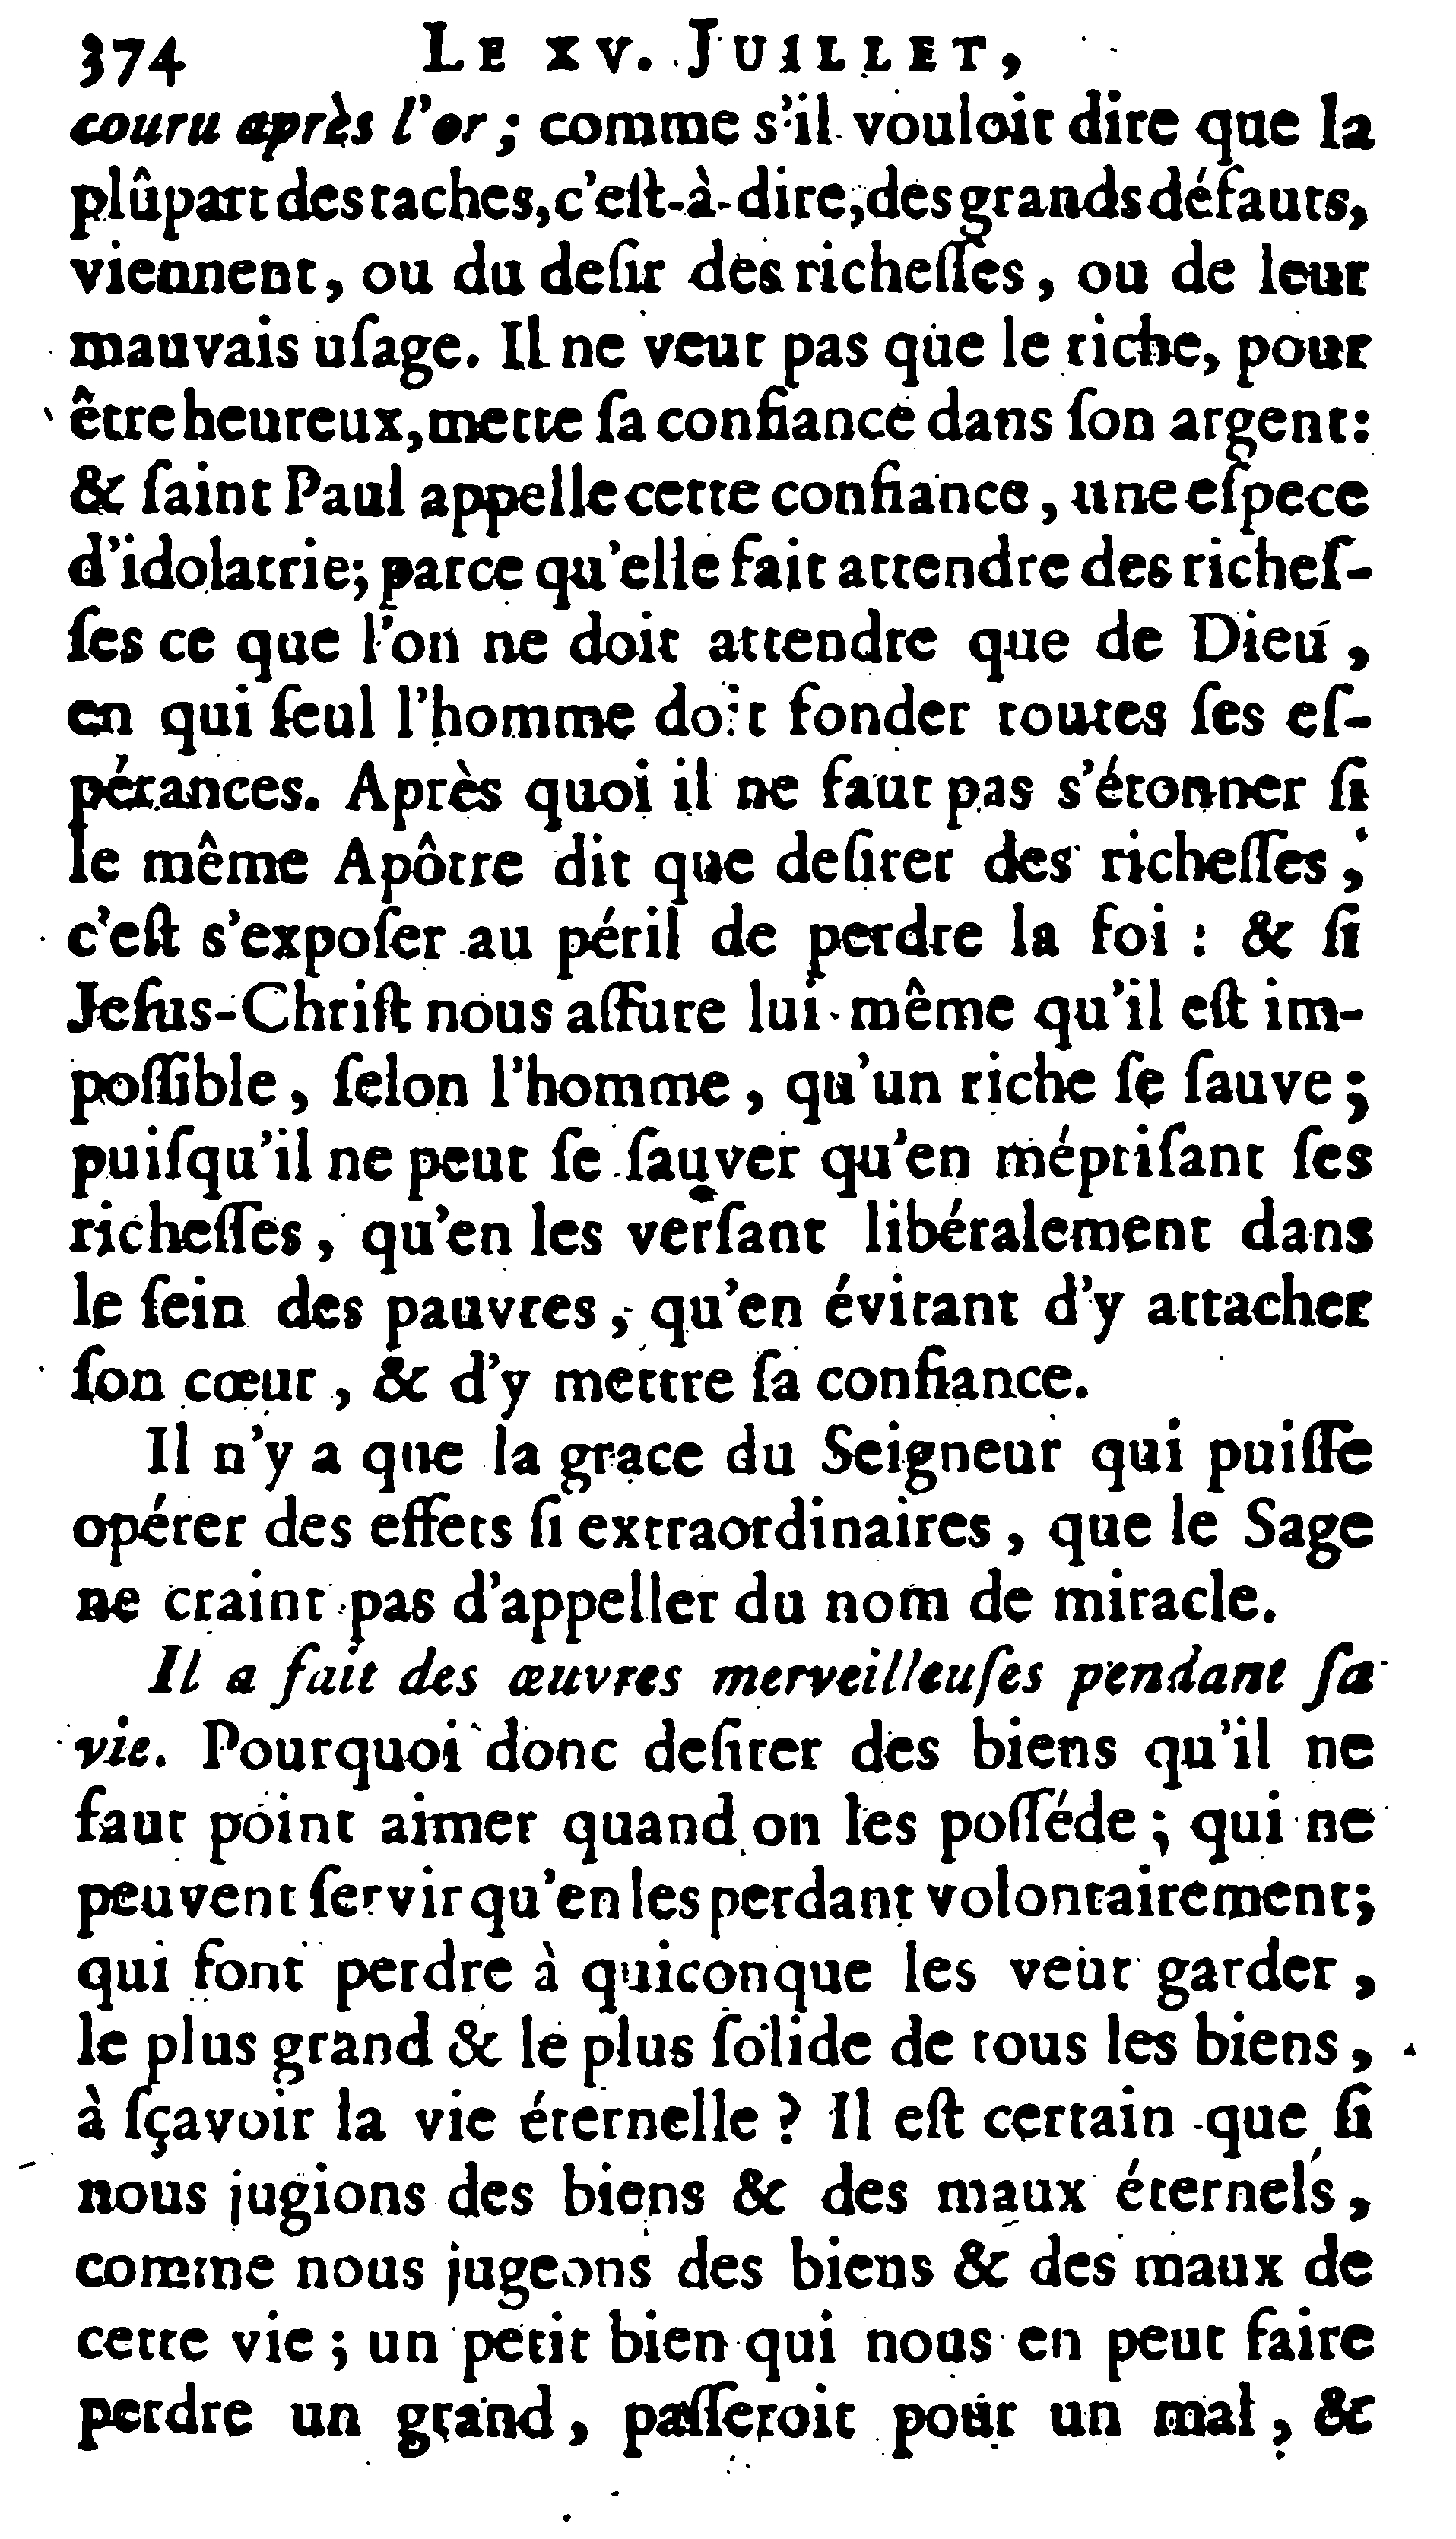 374 LE XV. JUILLET,
couru après l'or ; comme s'il vouloit dire que la
plûpart des taches, c'eſt-à-dire, des grands défauts,
viennent, ou du deſir des richeſſes, ou de leur
mauvais uſage. Il ne veut pas que le riche, pour
être heureux, mette ſa confiance dans ſon argent:
& ſaint Paul appelle cette confiance, une eſpece
d'idolatrie; parce qu'elle fait attendre des richeſ-
ſes ce que l'on ne doit attendre que de Dieu,
en qui ſeul l'homme doit fonder toutes ſes eſ-
pérances. Après quoi il ne faut pas s'étonner ſi
le même Apôtre dit que deſirer des richeſſes,
c'eſt s'expoſer au péril de perdre la foi : & ſi
Jeſus-Chriſt nous aſſure lui-même qu'il eſt im-
poſſible, ſelon l'homme, qu'un riche ſe ſauve ;
puiſqu'il ne peut ſe ſauver qu'en mépriſant ſes
richeſſes, qu'en les verſant libéralement dans
le ſein des pauvres, qu'en évitant d'y attacher
ſon cœur, & d'y mettre ſa confiance.
Il n'y a que la grace du Seigneur qui puiſſe
opérer des effets ſi extraordinaires, que le Sage
ne craint pas d'appeller du nom de miracle.
Il a fait des œuvres merveilleuſes pendant ſa
vie. Pourquoi donc deſirer des biens qu'il ne
faut point aimer quand on les poſſéde ; qui ne
peuvent ſervir qu'en les perdant volontairement;
qui font perdre à quiconque les veut garder,
le plus grand & le plus ſolide de tous les biens,
à ſçavoir la vie éternelle ? Il eſt certain que ſi
nous jugions des biens & des maux éternels,
comme nous jugeons des biens & des maux de
cette vie ; un petit bien qui nous en peut faire
perdre un grand, paſſeroit pour un mal, &